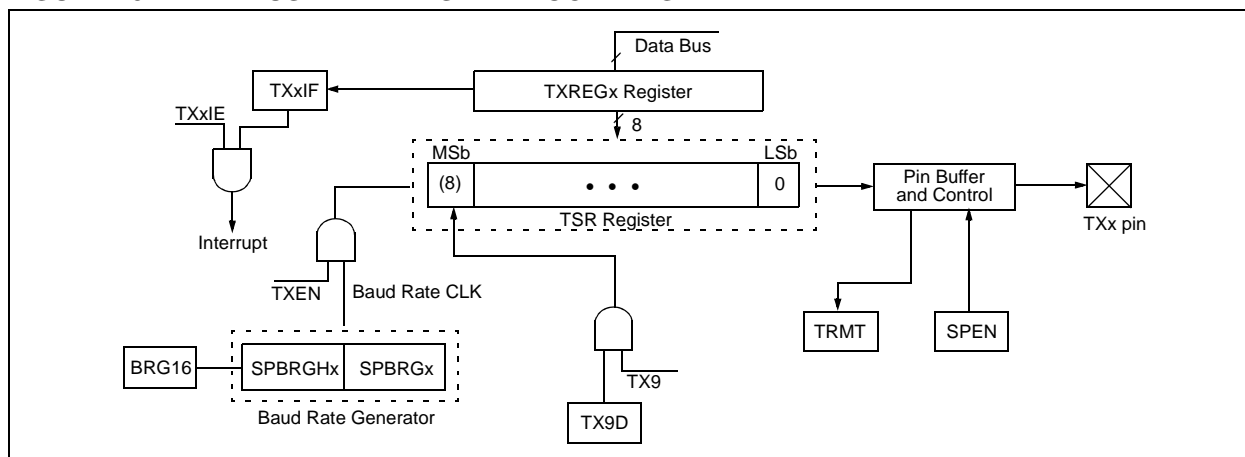 Data Bus
TXxIF
TXREGx Register
TXxIE
8
MSb
LSb
(8)
• • •
0
Pin Buffer
and Control
TSR Register
TXx pin
Interrupt
TXEN
Baud Rate CLK
TRMT
SPEN
BRG16
SPBRGHx
SPBRGx
TX9
Baud Rate Generator
TX9D